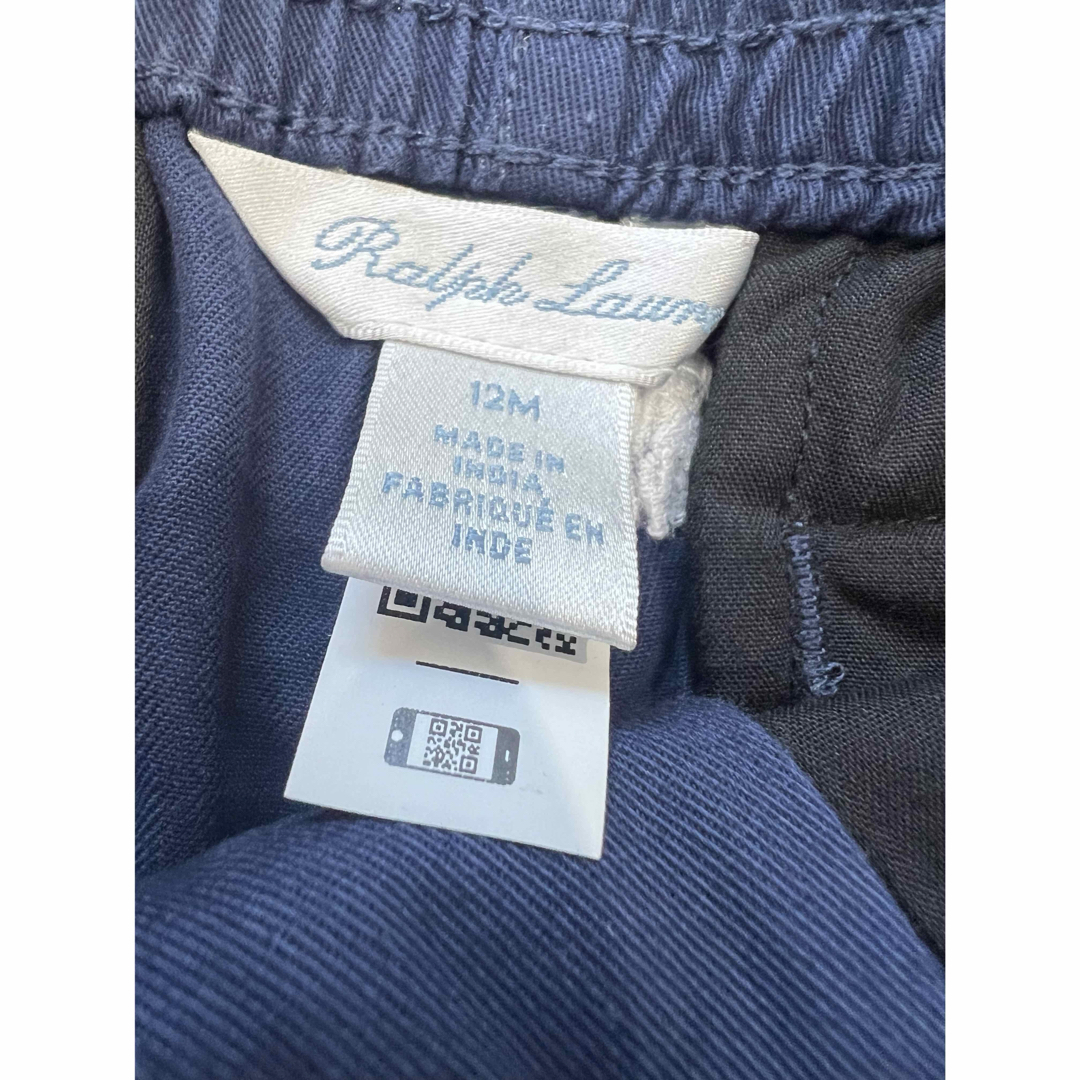 Ralph Lauren
12M
MADE IN
INDIA
FABRIQUÉ EN
INDE